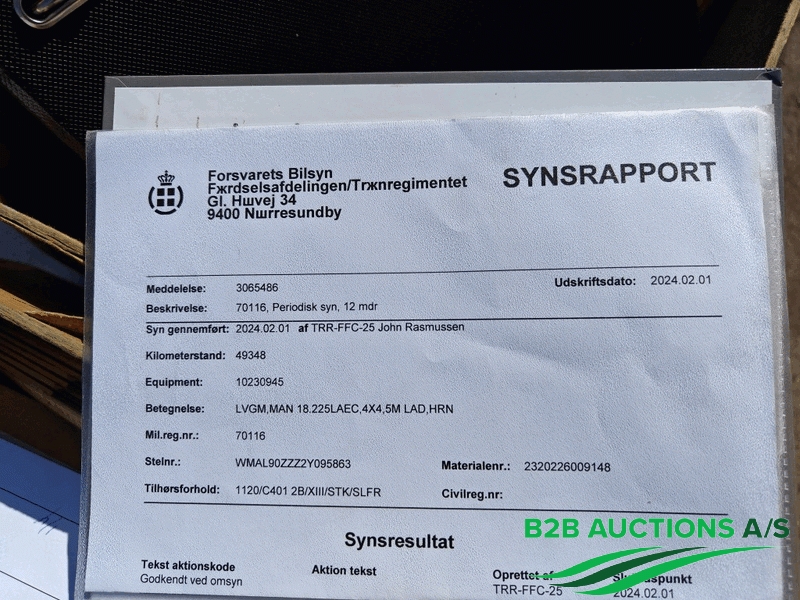 Forsvarets Bilsyn
Fжrdselsafdelingen/Trжnregimentet
Gl. Hшvej 34
9400 Nшrresundby
SYNSRAPPORT
Meddelelse: 3065486 Udskriftsdato: 2024.02.01
Beskrivelse: 70116, Periodisk syn, 12 mdr
Syn gennemført: 2024.02.01 af TRR-FFC-25 John Rasmussen
Kilometerstand: 49348
Equipment: 10230945
Betegnelse: LVGM,MAN 18.225LAEC,4X4,5M LAD,HRN
Mil.reg.nr.: 70116
Stelnr.: WMAL90ZZZ2Y095863 Materialenr.: 2320226009148
Tilhørsforhold: 1120/C401 2B/XIII/STK/SLFR Civilreg.nr:
Synsresultat
Tekst aktionskode Aktion tekst Oprettet af
Godkendt ved omsyn TRR-FFC-25 2024.02.01
B2B AUCTIONS A/S